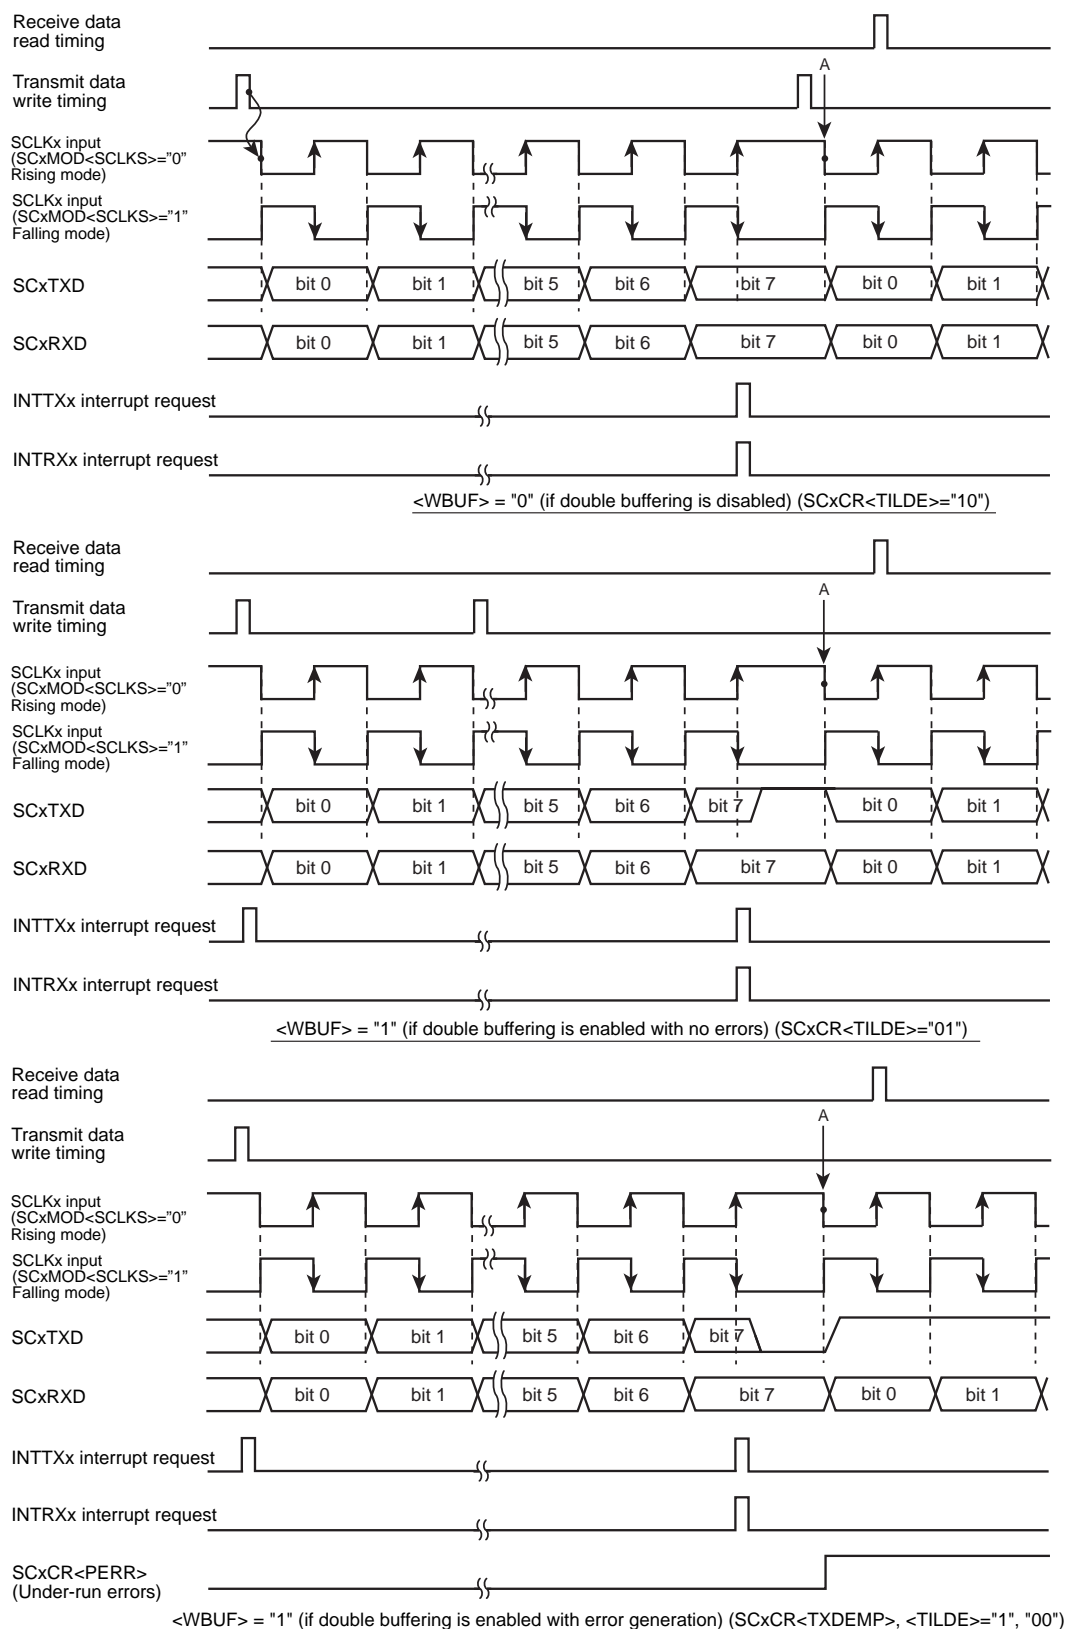 Receive data
read timing
A
Transmit data
write timing
SCLKx input
(SCxMOD<SCLKS>="0"
Rising mode)
SCLKx input
(SCxMOD<SCLKS>="1"
Falling mode)
SCxTXD bit 0 bit 1 bit 5 bit 6 bit 7 bit 0 bit 1
SCxRXD bit 0 bit 1 bit 5 bit 6 bit 7 bit 0 bit 1
INTTXx interrupt request
INTRXx interrupt request
<WBUF> = "0" (if double buffering is disabled) (SCxCR<TILDE>="10")
Receive data
read timing
A
Transmit data
write timing
SCLKx input
(SCxMOD<SCLKS>="0"
Rising mode)
SCLKx input
(SCxMOD<SCLKS>="1"
Falling mode)
SCxTXD bit 0 bit 1 bit 5 bit 6 bit 7 bit 0 bit 1
SCxRXD bit 0 bit 1 bit 5 bit 6 bit 7 bit 0 bit 1
INTTXx interrupt request
INTRXx interrupt request
<WBUF> = "1" (if double buffering is enabled with no errors) (SCxCR<TILDE>="01")
Receive data
read timing
A
Transmit data
write timing
SCLKx input
(SCxMOD<SCLKS>="0"
Rising mode)
SCLKx input
(SCxMOD<SCLKS>="1"
Falling mode)
SCxTXD bit 0 bit 1 bit 5 bit 6 bit 7
SCxRXD bit 0 bit 1 bit 5 bit 6 bit 7 bit 0 bit 1
INTTXx interrupt request
INTRXx interrupt request
SCxCR<PERR>
(Under-run errors)
<WBUF> = "1" (if double buffering is enabled with error generation) (SCxCR<TXDEMP>, <TILDE>="1", "00")